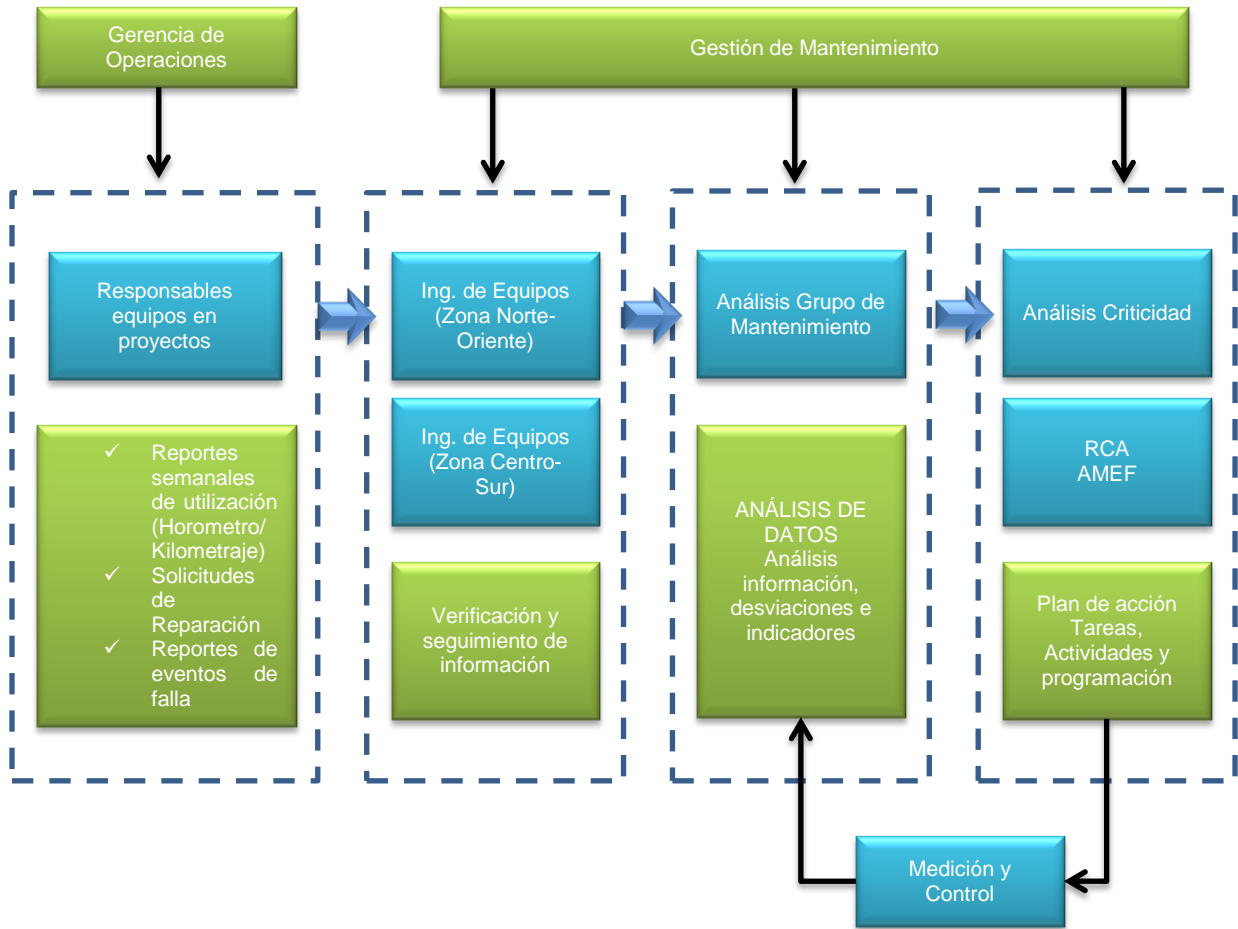 Gerencia de
Operaciones
Gestión de Mantenimiento
Responsables
equipos en
proyectos
✓ Reportes
semanales
de utilización
(Horometro/
Kilometraje)
✓ Solicitudes
de
Reparación
✓ Reportes de
eventos de
falla
Ing. de Equipos
(Zona Norte-
Oriente)
Ing. de Equipos
(Zona Centro-
Sur)
Verificación y
seguimiento de
información
Análisis Grupo de
Mantenimiento
ANÁLISIS DE
DATOS
Análisis
información,
desviaciones e
indicadores
Análisis Criticidad
RCA
AMEF
Plan de acción
Tareas,
Actividades y
programación
Medición y
Control